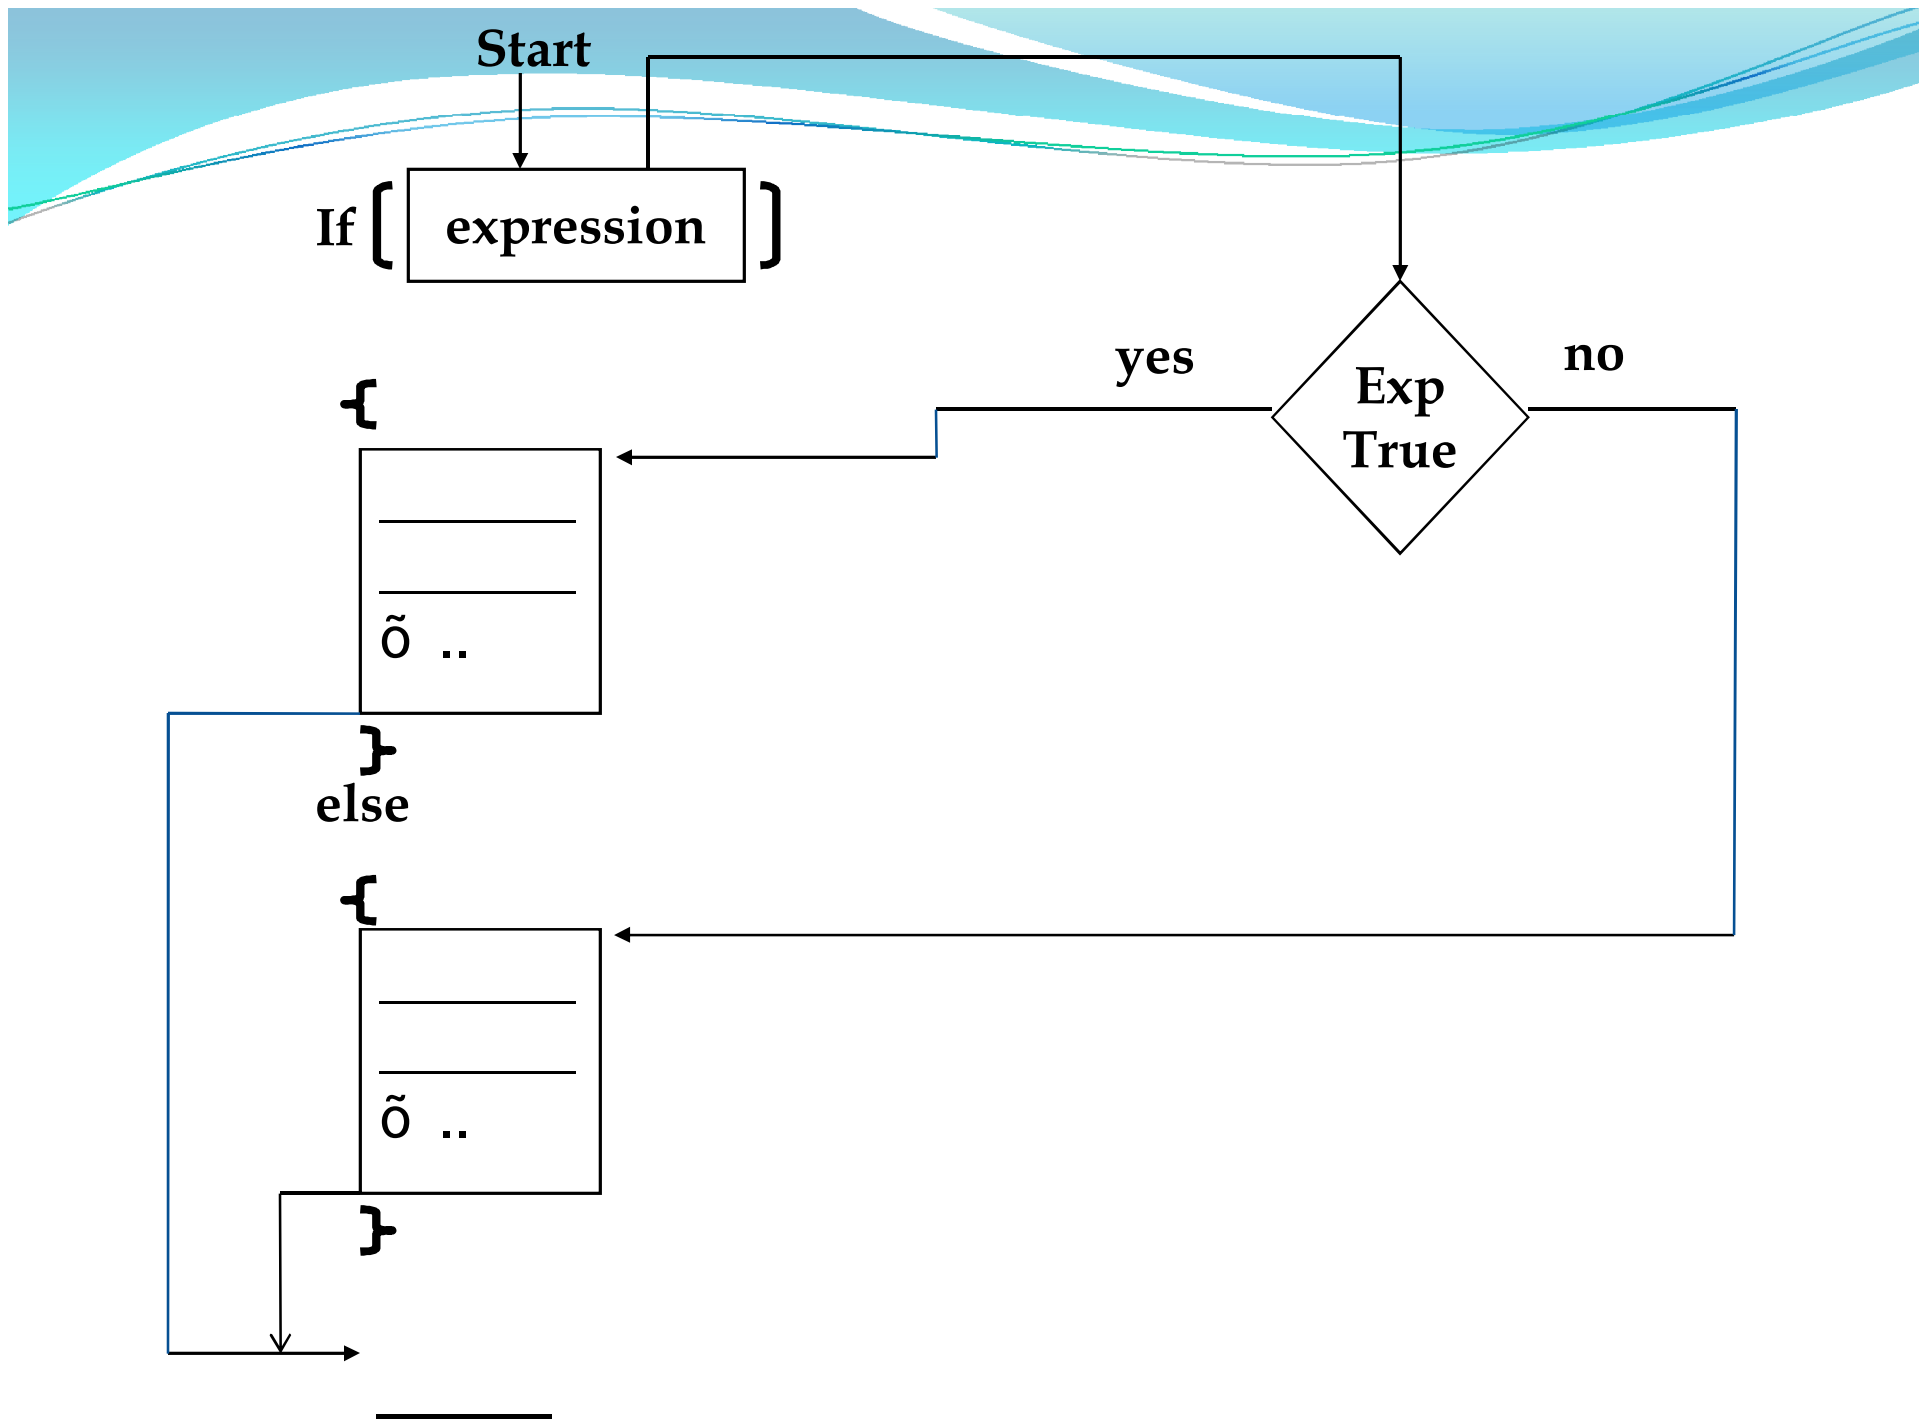 Start
If ( expression )
yes
no
Exp
True
{
õ ..
}
else
{
õ ..
}